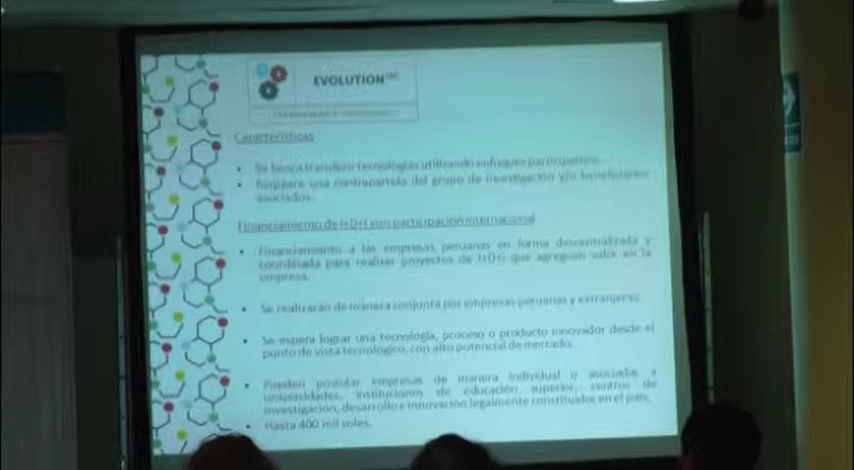 EVOLUTION
Características
Se busca transferir tecnologías utilizando enfoques participativos.
Requiere una contrapartida del grupo de investigación y/o beneficiarios
asociados.
Financiamiento de I+D+i con participación internacional
Financiamiento a las empresas peruanas en forma descentralizada y
coordinada para realizar proyectos de I+D+i que agreguen valor en la
empresa.
Se realizarán de manera conjunta por empresas peruanas y extranjeras.
Se espera lograr una tecnología, proceso o producto innovador desde el
punto de vista tecnológico, con alto potencial de mercado.
Pueden postular empresas de manera individual o asociadas a
universidades, instituciones de educación superior, centros de
investigación, desarrollo e innovación legalmente constituidos en el país.
Hasta 400 mil soles.